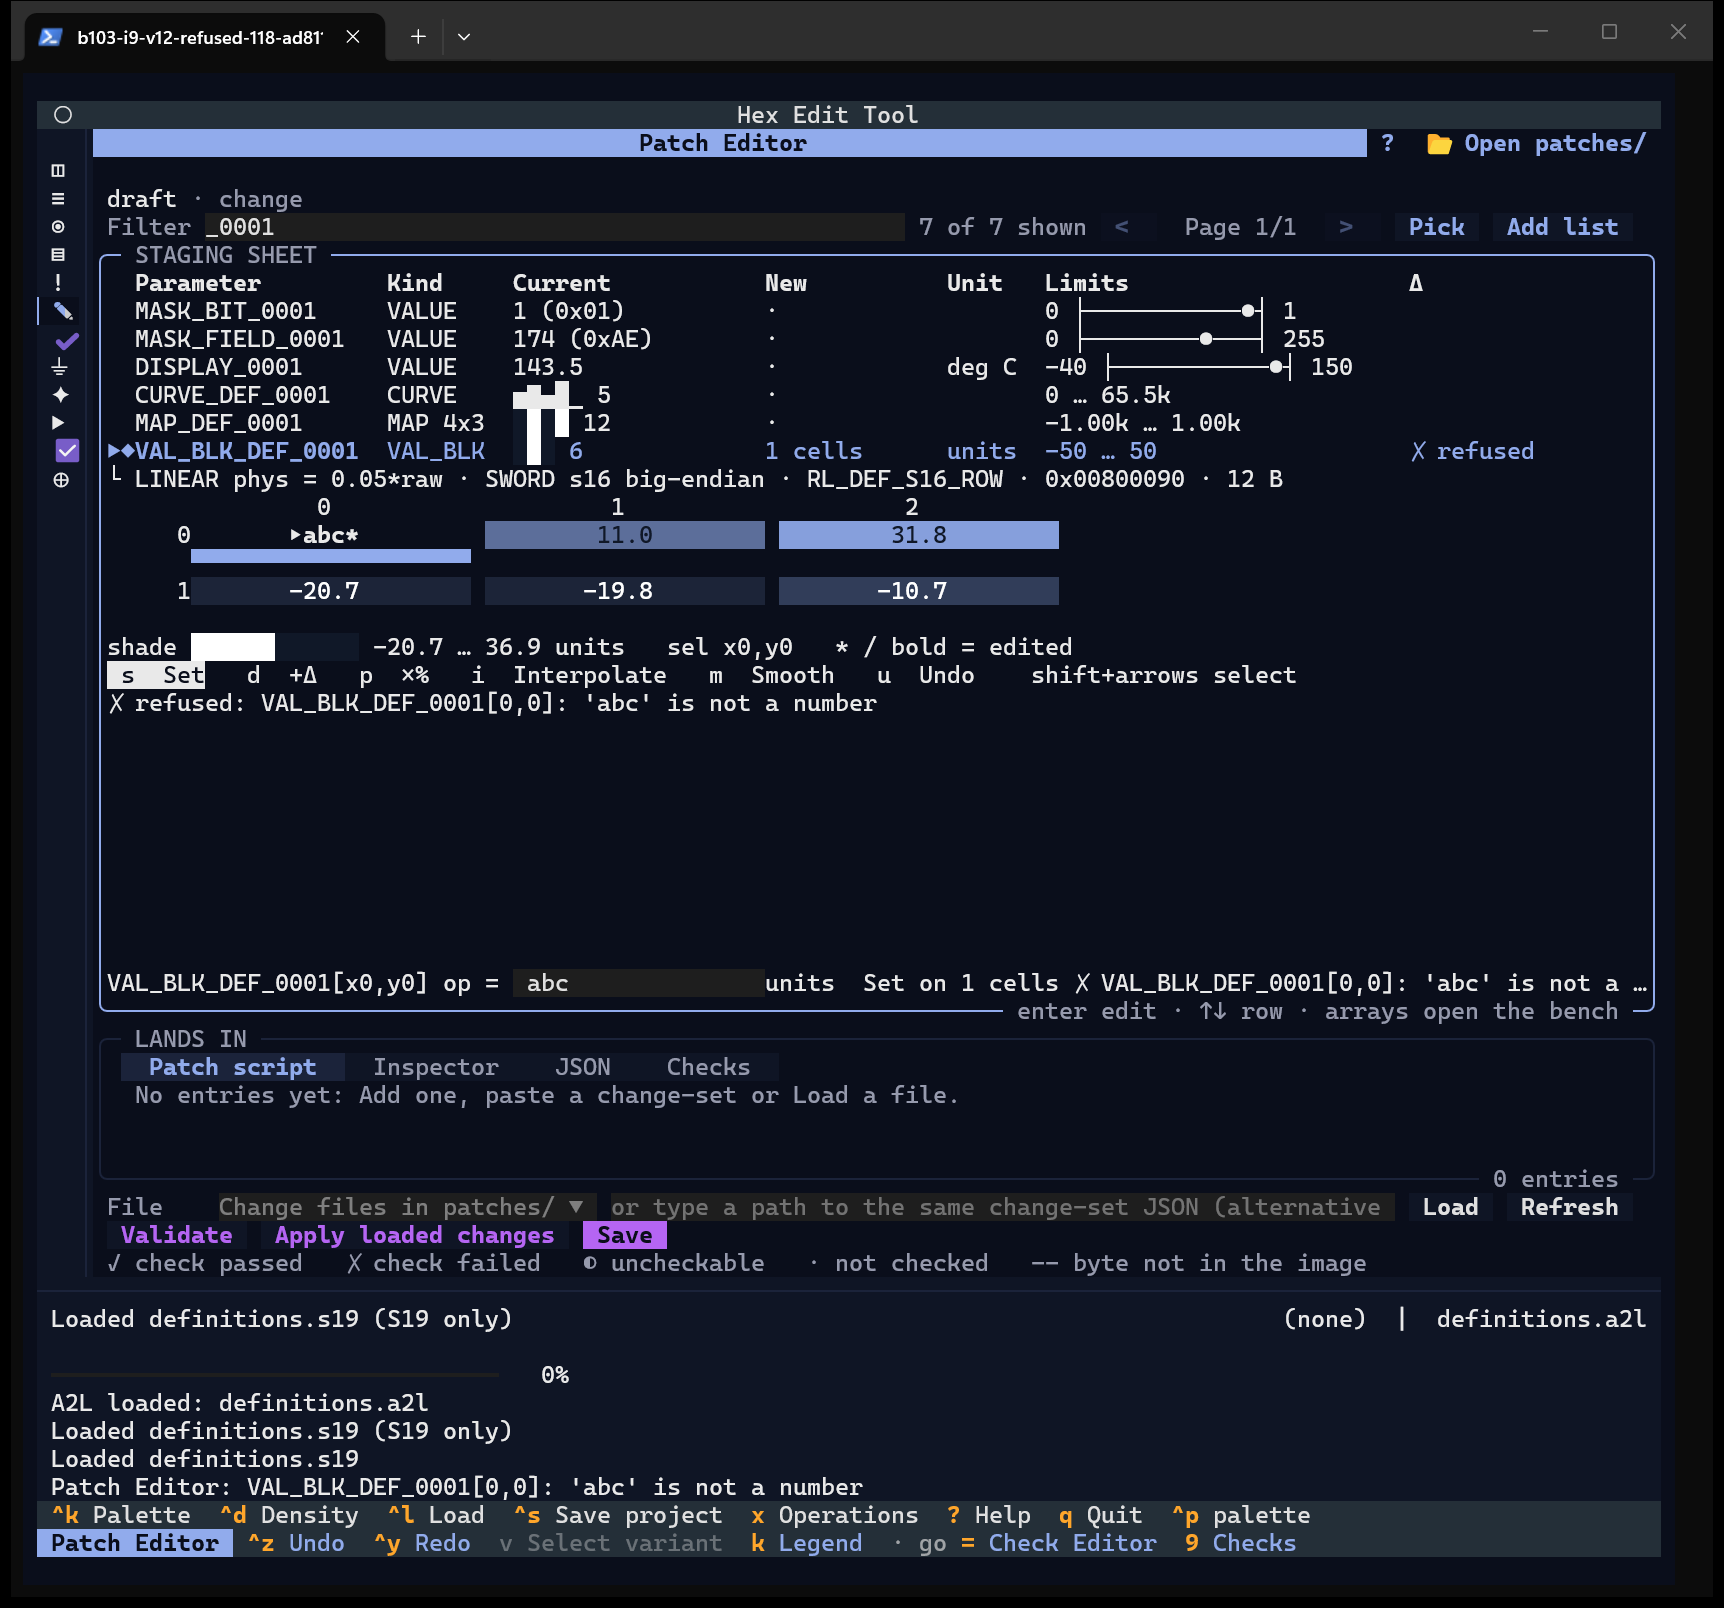 b103-i9-v12-refused-118-ad81
Hex Edit Tool
Patch Editor ? Open patches/
draft · change
Filter _0001 7 of 7 shown < Page 1/1 > Pick Add list
STAGING SHEET
Parameter Kind Current New Unit Limits Δ
MASK_BIT_0001 VALUE 1 (0x01) · 0 1
MASK_FIELD_0001 VALUE 174 (0xAE) · 0 255
DISPLAY_0001 VALUE 143.5 · deg C -40 150
CURVE_DEF_0001 CURVE 5 · 0 … 65.5k
MAP_DEF_0001 MAP 4x3 12 · -1.00k … 1.00k
▶◆VAL_BLK_DEF_0001 VAL_BLK 6 1 cells units -50 … 50 ✗ refused
└ LINEAR phys = 0.05*raw · SWORD s16 big-endian · RL_DEF_S16_ROW · 0x00800090 · 12 B
0 1 2
0 ▶abc* 11.0 31.8
1 -20.7 -19.8 -10.7
shade -20.7 … 36.9 units sel x0,y0 * / bold = edited
s Set d +Δ p ×% i Interpolate m Smooth u Undo shift+arrows select
✗ refused: VAL_BLK_DEF_0001[0,0]: 'abc' is not a number
VAL_BLK_DEF_0001[x0,y0] op = abc units Set on 1 cells ✗ VAL_BLK_DEF_0001[0,0]: 'abc' is not a …
enter edit · ↑↓ row · arrays open the bench
LANDS IN
Patch script Inspector JSON Checks
No entries yet: Add one, paste a change-set or Load a file.
0 entries
File Change files in patches/ ▼ or type a path to the same change-set JSON (alternative Load Refresh
Validate Apply loaded changes Save
√ check passed ✗ check failed ◐ uncheckable · not checked -- byte not in the image
Loaded definitions.s19 (S19 only) (none) | definitions.a2l
0%
A2L loaded: definitions.a2l
Loaded definitions.s19 (S19 only)
Loaded definitions.s19
Patch Editor: VAL_BLK_DEF_0001[0,0]: 'abc' is not a number
^k Palette ^d Density ^l Load ^s Save project x Operations ? Help q Quit ^p palette
Patch Editor ^z Undo ^y Redo v Select variant k Legend · go = Check Editor 9 Checks